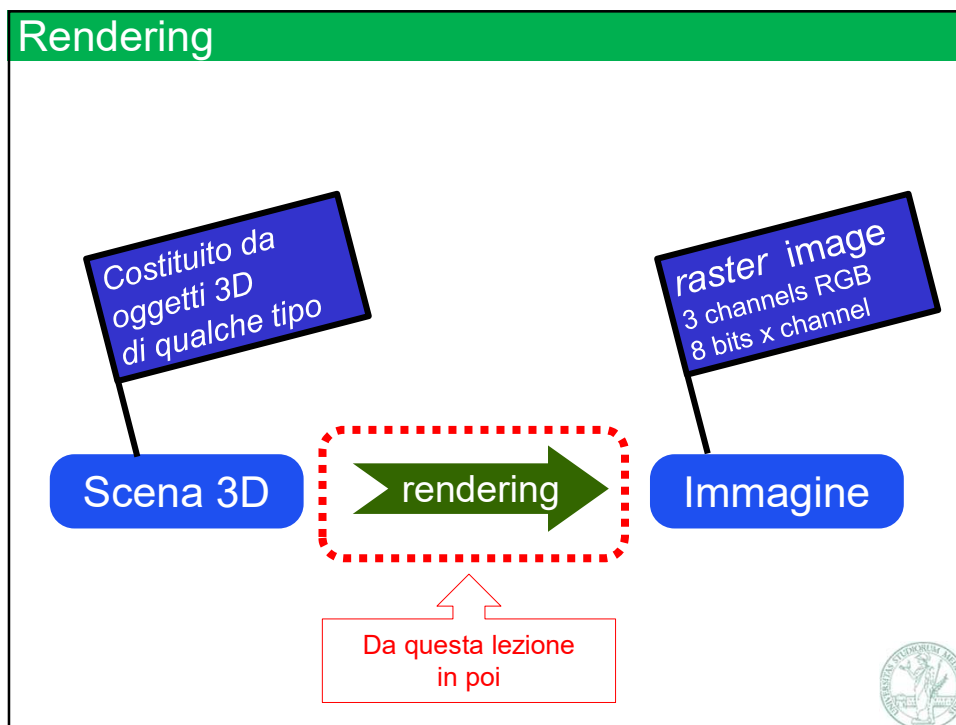 Rendering
Costituito da
oggetti 3D
di qualche tipo
raster image
3 channels RGB
8 bits x channel
Scena 3D
rendering
Immagine
Da questa lezione
in poi